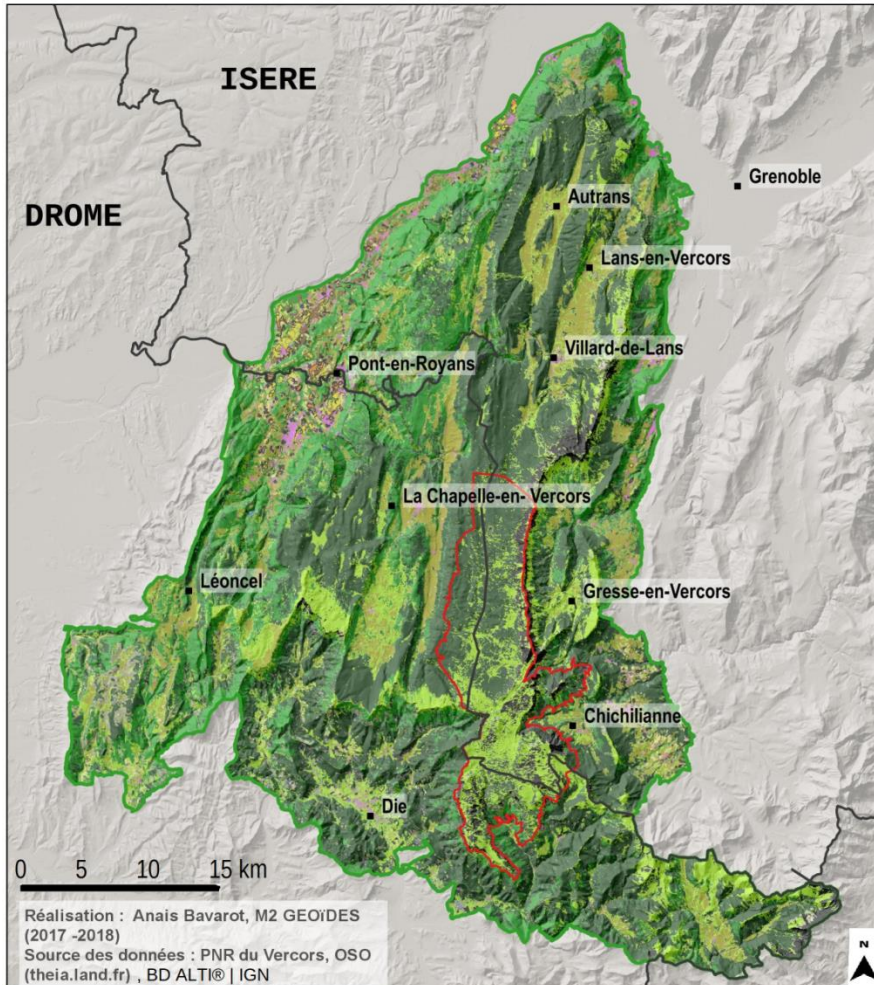 ISERE
Grenoble
DROME
Autrans
Lans-en-Vercors
Villard-de-Lans
Pont-en-Royans
La Chapelle-en- Vercors
Léoncel
Gresse-en-Vercors
Chichilianne
Die
0 5 10 15 km
Réalisation : Anais Bavarot, M2 GEOïDES
(2017 -2018)
Source des données : PNR du Vercors, OSO
(theia.land.fr) , BD ALTI® | IGN
N